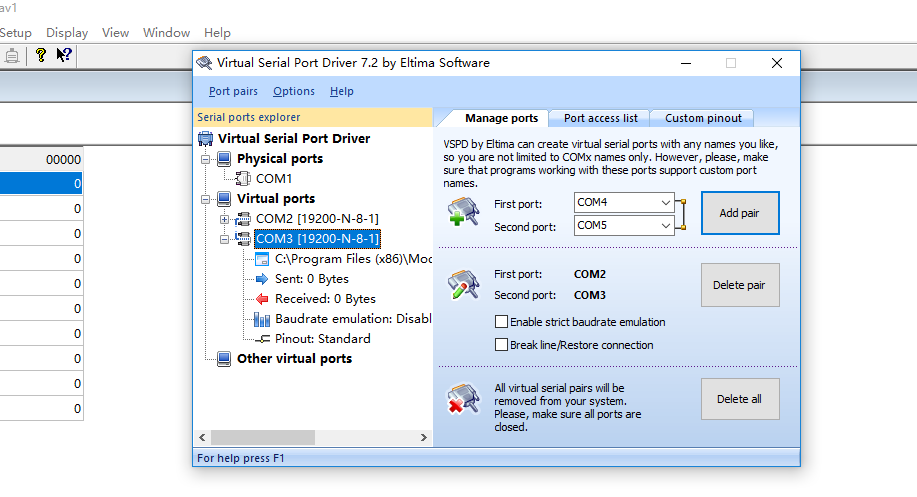 av1
Setup Display View Window Help
Virtual Serial Port Driver 7.2 by Eltima Software
Port pairs Options Help
Serial ports explorer
Virtual Serial Port Driver
Physical ports
COM1
Virtual ports
COM2 [19200-N-8-1]
COM3 [19200-N-8-1]
C:\Program Files (x86)\Moc
Sent: 0 Bytes
Received: 0 Bytes
Baudrate emulation: Disabl
Pinout: Standard
Other virtual ports
Manage ports Port access list Custom pinout
VSPD by Eltima can create virtual serial ports with any names you like,
so you are not limited to COMx names only. However, please, make
sure that programs working with these ports support custom port
names.
First port: COM4
Second port: COM5
Add pair
First port: COM2
Second port: COM3
Delete pair
Enable strict baudrate emulation
Break line/Restore connection
All virtual serial pairs will be
removed from your system.
Please, make sure all ports are
closed.
Delete all
For help press F1
00000
0
0
0
0
0
0
0
0
0
0